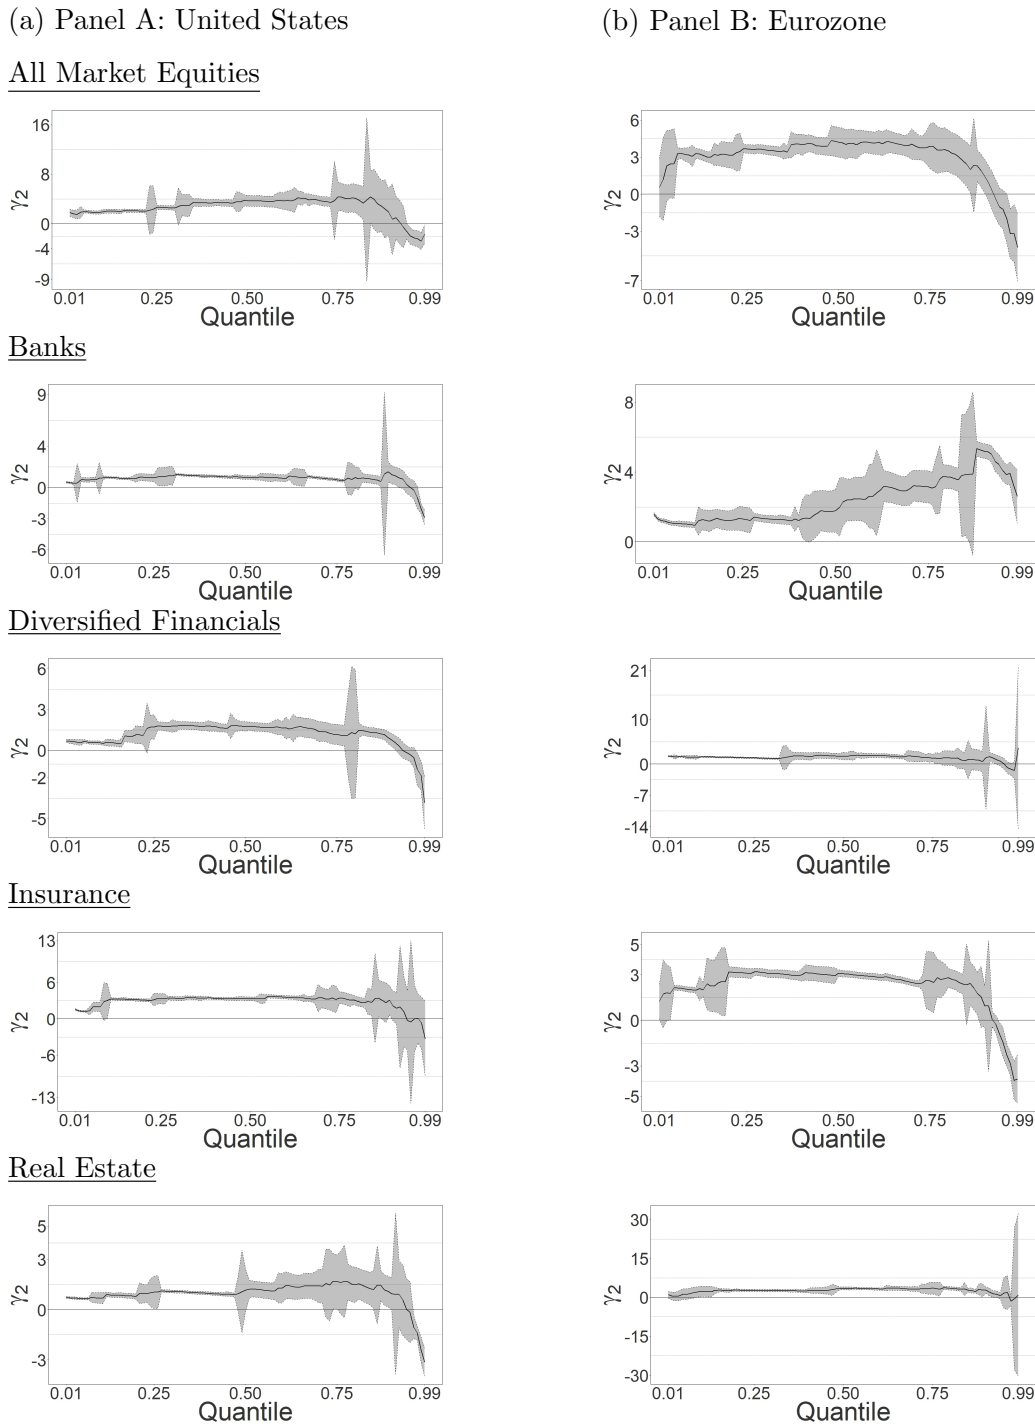 (a) Panel A: United States
(b) Panel B: Eurozone
All Market Equities
16
8
0
-4
-9
γ2
0.01 0.25 0.50 0.75 0.99
Quantile
6
3
0
-3
-7
γ2
0.01 0.25 0.50 0.75 0.99
Quantile
Banks
9
4
0
-3
-6
γ2
0.01 0.25 0.50 0.75 0.99
Quantile
8
4
0
γ2
0.01 0.25 0.50 0.75 0.99
Quantile
Diversified Financials
6
3
0
-2
-5
γ2
0.01 0.25 0.50 0.75 0.99
Quantile
21
10
0
-7
-14
γ2
0.01 0.25 0.50 0.75 0.99
Quantile
Insurance
13
6
0
-6
-13
γ2
0.01 0.25 0.50 0.75 0.99
Quantile
5
3
0
-3
-5
γ2
0.01 0.25 0.50 0.75 0.99
Quantile
Real Estate
5
3
0
-3
γ2
0.01 0.25 0.50 0.75 0.99
Quantile
30
15
0
-15
-30
γ2
0.01 0.25 0.50 0.75 0.99
Quantile